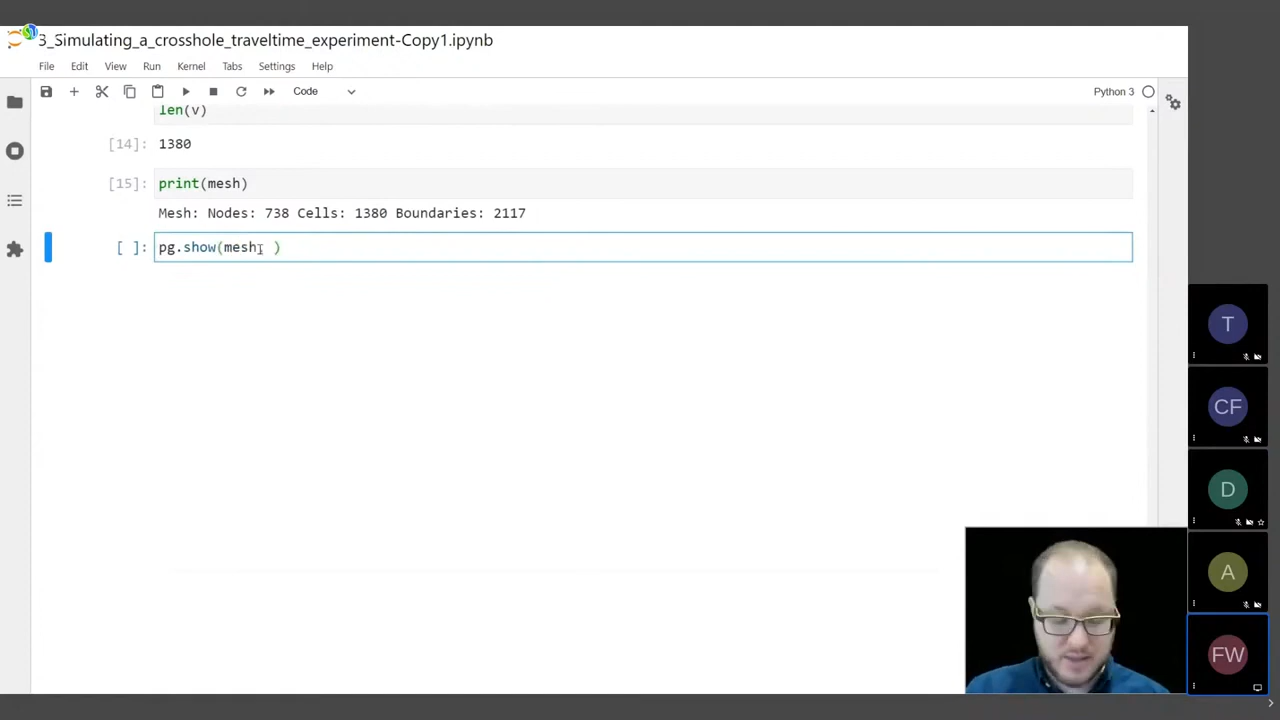 3_Simulating_a_crosshole_traveltime_experiment-Copy1.ipynb
File Edit View Run Kernel Tabs Settings Help
Code
Python 3
len(v)
[14]: 1380
[15]: print(mesh)
Mesh: Nodes: 738 Cells: 1380 Boundaries: 2117
[ ]: pg.show(mesh, )
T
CF
D
A
FW